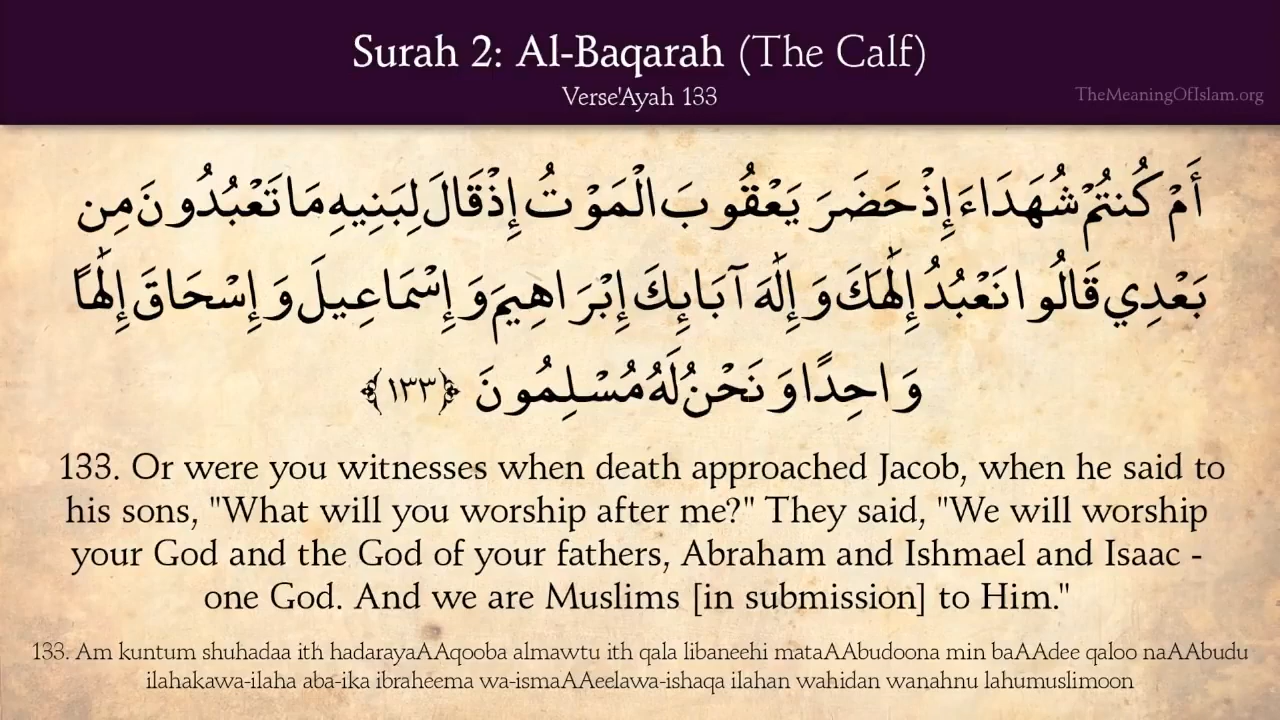 Surah 2: Al-Baqarah (The Calf)
Verse'Ayah 133
TheMeaningOfIslam.org
أَمْ كُنتُمْ شُهَدَاءَ إِذْ حَضَرَ يَعْقُوبَ الْمَوْتُ إِذْ قَالَ لِبَنِيهِ مَا تَعْبُدُونَ مِن
بَعْدِي قَالُوا نَعْبُدُ إِلَٰهَكَ وَإِلَٰهَ آبَائِكَ إِبْرَاهِيمَ وَإِسْمَاعِيلَ وَإِسْحَاقَ إِلَٰهًا
وَاحِدًا وَنَحْنُ لَهُ مُسْلِمُونَ ﴿١٣٣﴾
133. Or were you witnesses when death approached Jacob, when he said to
his sons, "What will you worship after me?" They said, "We will worship
your God and the God of your fathers, Abraham and Ishmael and Isaac -
one God. And we are Muslims [in submission] to Him."
133. Am kuntum shuhadaa ith hadarayaAAqooba almawtu ith qala libaneehi mataAAbudoona min baAAdee qaloo naAAbudu
ilahakawa-ilaha aba-ika ibraheema wa-ismaAAeelawa-ishaqa ilahan wahidan wanahnu lahumuslimoon